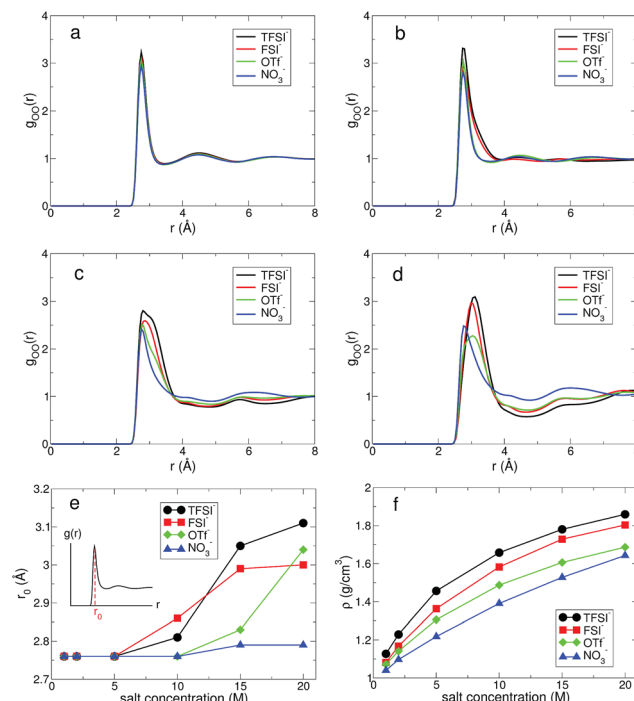 a
g_OO(r)
4
3
2
1
0
0 2 4 6 8
r (Å)
TFSI⁻
FSI⁻
OTf⁻
NO₃⁻
b
g_OO(r)
4
3
2
1
0
0 2 4 6
r (Å)
TFSI⁻
FSI⁻
OTf⁻
NO₃⁻
c
g_OO(r)
4
3
2
1
0
0 2 4 6 8
r (Å)
TFSI⁻
FSI⁻
OTf⁻
NO₃⁻
d
g_OO(r)
4
3
2
1
0
0 2 4 6
r (Å)
TFSI⁻
FSI⁻
OTf⁻
NO₃⁻
e
r₀ (Å)
3.2
3.1
3
2.9
2.8
2.7
0 5 10 15 20
salt concentration (M)
TFSI⁻
FSI⁻
OTf⁻
NO₃⁻
g(r)
r
r₀
f
ρ (g/cm³)
2
1.8
1.6
1.4
1.2
1
0 5 10 15 20
salt concentration (M)
TFSI⁻
FSI⁻
OTf⁻
NO₃⁻